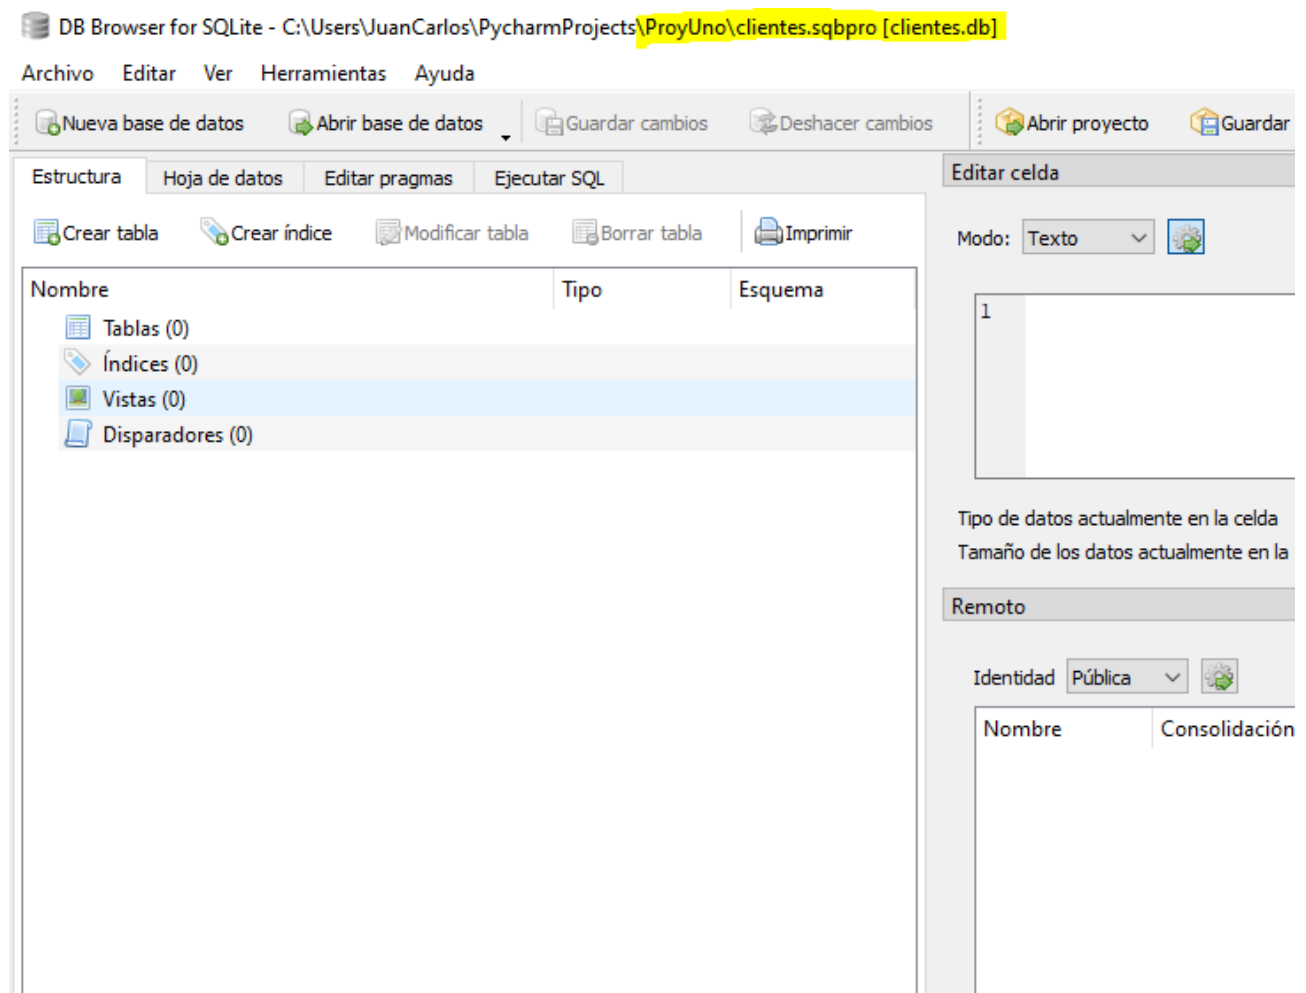 DB Browser for SQLite - C:\Users\JuanCarlos\PycharmProjects\ProyUno\clientes.sqbpro [clientes.db]
Archivo Editar Ver Herramientas Ayuda
Nueva base de datos Abrir base de datos Guardar cambios Deshacer cambios Abrir proyecto Guardar
Estructura Hoja de datos Editar pragmas Ejecutar SQL
Crear tabla Crear índice Modificar tabla Borrar tabla Imprimir
Nombre Tipo Esquema
Tablas (0)
Índices (0)
Vistas (0)
Disparadores (0)
Editar celda
Modo: Texto
1
Tipo de datos actualmente en la celda
Tamaño de los datos actualmente en la
Remoto
Identidad Pública
Nombre Consolidación